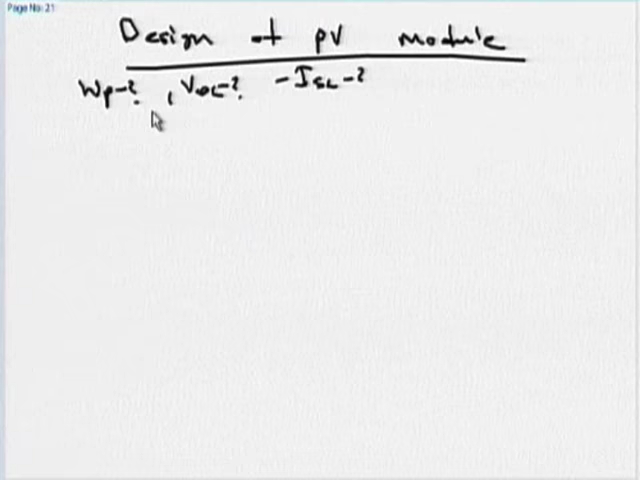 Page No: 21
Design of PV module
Wp-?, Voc-? - Isc-?